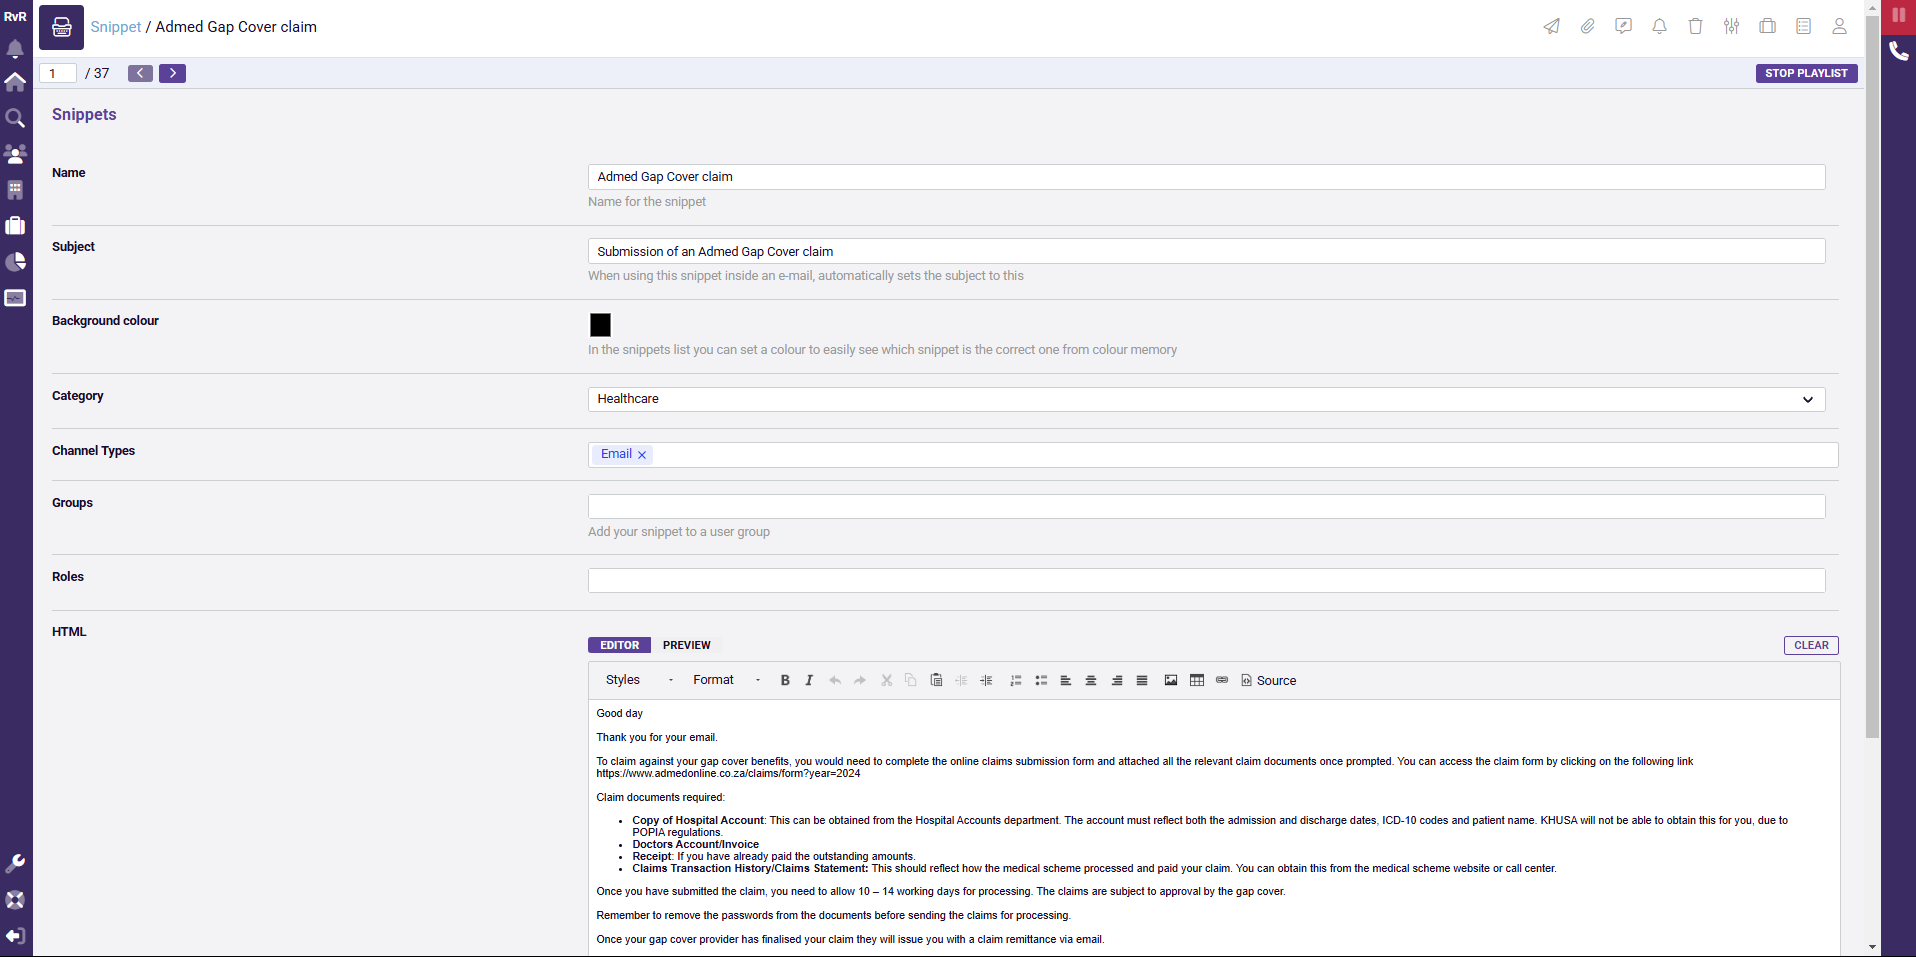 RvR
Snippet / Admed Gap Cover claim
1 / 37
STOP PLAYLIST
Snippets
Name
Admed Gap Cover claim
Name for the snippet
Subject
Submission of an Admed Gap Cover claim
When using this snippet inside an e-mail, automatically sets the subject to this
Background colour
In the snippets list you can set a colour to easily see which snippet is the correct one from colour memory
Category
Healthcare
Channel Types
Email
Groups
Add your snippet to a user group
Roles
HTML
EDITOR PREVIEW
CLEAR
Styles Format B I Source
Good day
Thank you for your email.
To claim against your gap cover benefits, you would need to complete the online claims submission form and attached all the relevant claim documents once prompted. You can access the claim form by clicking on the following link
https://www.admedonline.co.za/claims/form?year=2024
Claim documents required:
• Copy of Hospital Account: This can be obtained from the Hospital Accounts department. The account must reflect both the admission and discharge dates, ICD-10 codes and patient name. KHUSA will not be able to obtain this for you, due to
POPIA regulations.
• Doctors Account/Invoice
• Receipt: If you have already paid the outstanding amounts.
• Claims Transaction History/Claims Statement: This should reflect how the medical scheme processed and paid your claim. You can obtain this from the medical scheme website or call center.
Once you have submitted the claim, you need to allow 10 – 14 working days for processing. The claims are subject to approval by the gap cover.
Remember to remove the passwords from the documents before sending the claims for processing.
Once your gap cover provider has finalised your claim they will issue you with a claim remittance via email.